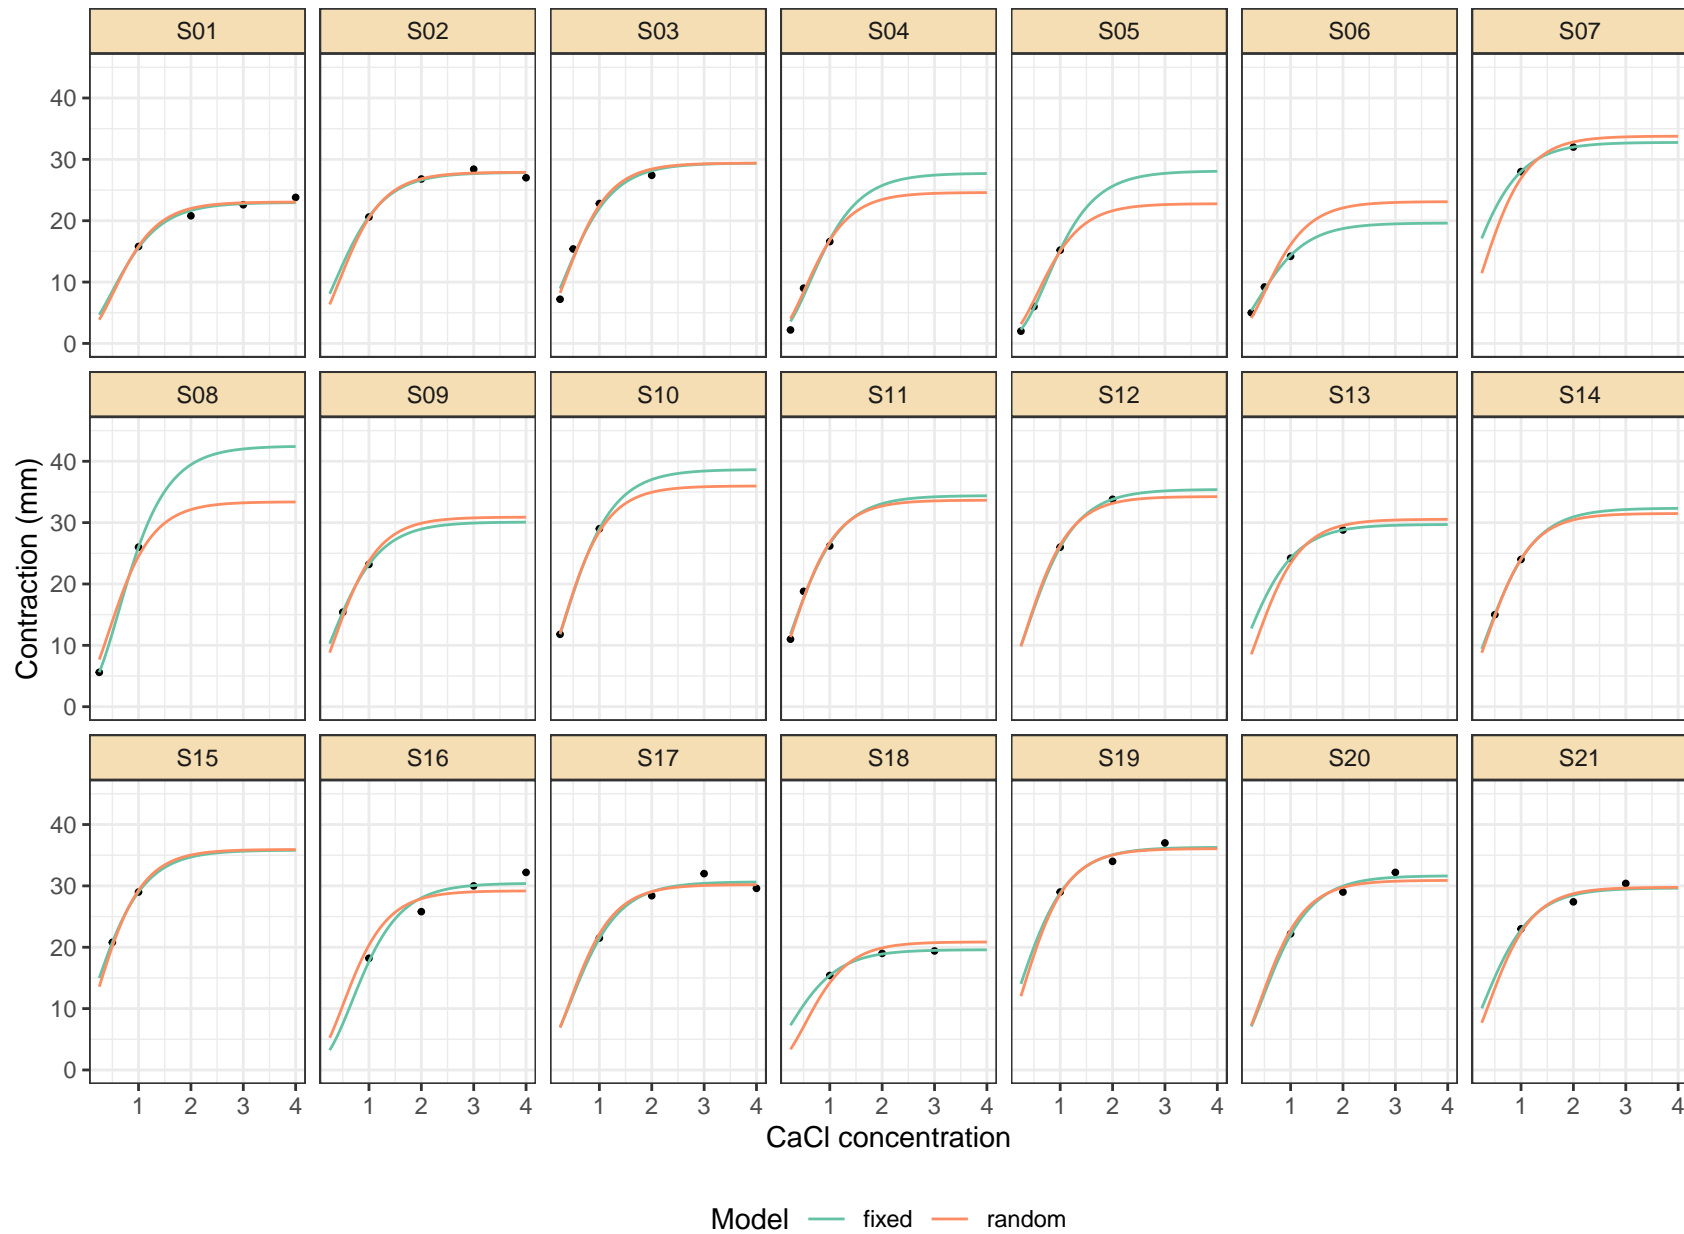 S01 S02 S03 S04 S05 S06 S07
40
30
20
10
0
S08 S09 S10 S11 S12 S13 S14
40
30
20
10
0
Contraction (mm)
S15 S16 S17 S18 S19 S20 S21
40
30
20
10
0
1 2 3 4 1 2 3 4 1 2 3 4 1 2 3 4 1 2 3 4 1 2 3 4 1 2 3 4
CaCl concentration
Model fixed random